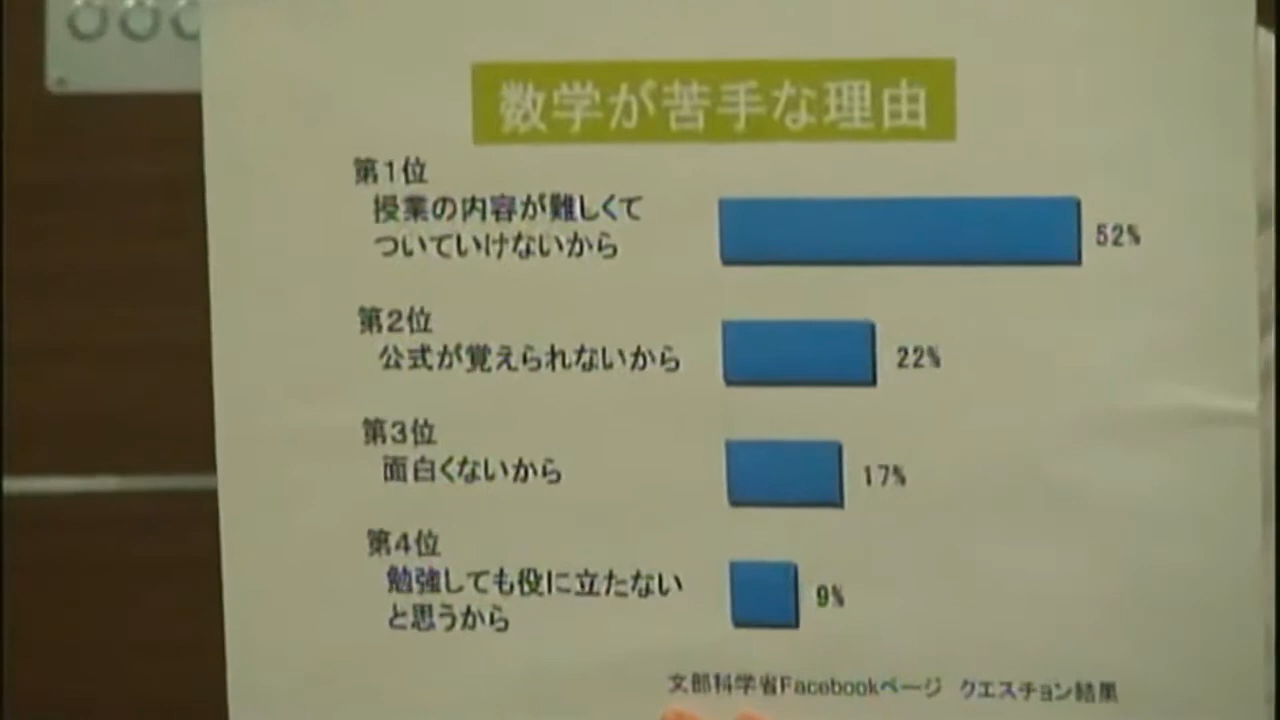 数学が苦手な理由
第1位
授業の内容が難しくて
ついていけないから
52%
第2位
公式が覚えられないから
22%
第3位
面白くないから
17%
第4位
勉強しても役に立たない
と思うから
9%
文部科学省Facebookページ クエスチョン結果